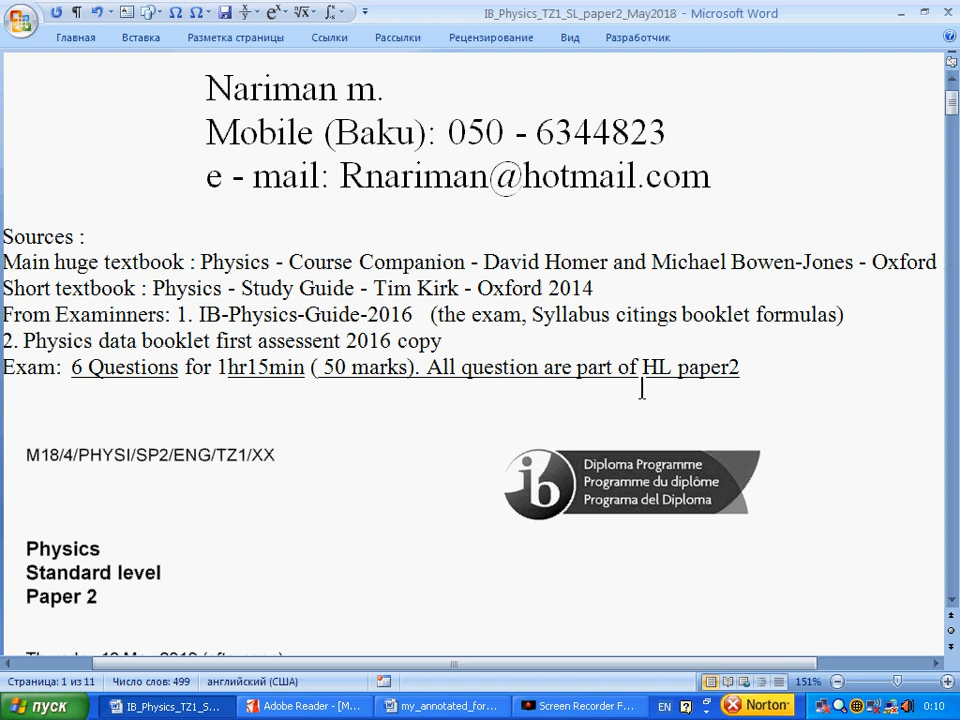 IB_Physics_TZ1_SL_paper2_May2018 - Microsoft Word
Главная Вставка Разметка страницы Ссылки Рассылки Рецензирование Вид Разработчик
Nariman m.
Mobile (Baku): 050 - 6344823
e - mail: Rnariman@hotmail.com
Sources :
Main huge textbook : Physics - Course Companion - David Homer and Michael Bowen-Jones - Oxford
Short textbook : Physics - Study Guide - Tim Kirk - Oxford 2014
From Examinners: 1. IB-Physics-Guide-2016 (the exam, Syllabus citings booklet formulas)
2. Physics data booklet first assessent 2016 copy
Exam: 6 Questions for 1hr15min ( 50 marks). All question are part of HL paper2
M18/4/PHYSI/SP2/ENG/TZ1/XX
ib
Diploma Programme
Programme du diplôme
Programa del Diploma
Physics
Standard level
Paper 2
Страница: 1 из 11 Число слов: 499 английский (США) 151%
пуск IB_Physics_TZ1_S... Adobe Reader - [M... my_annotated_for... Screen Recorder F... EN Norton 0:10